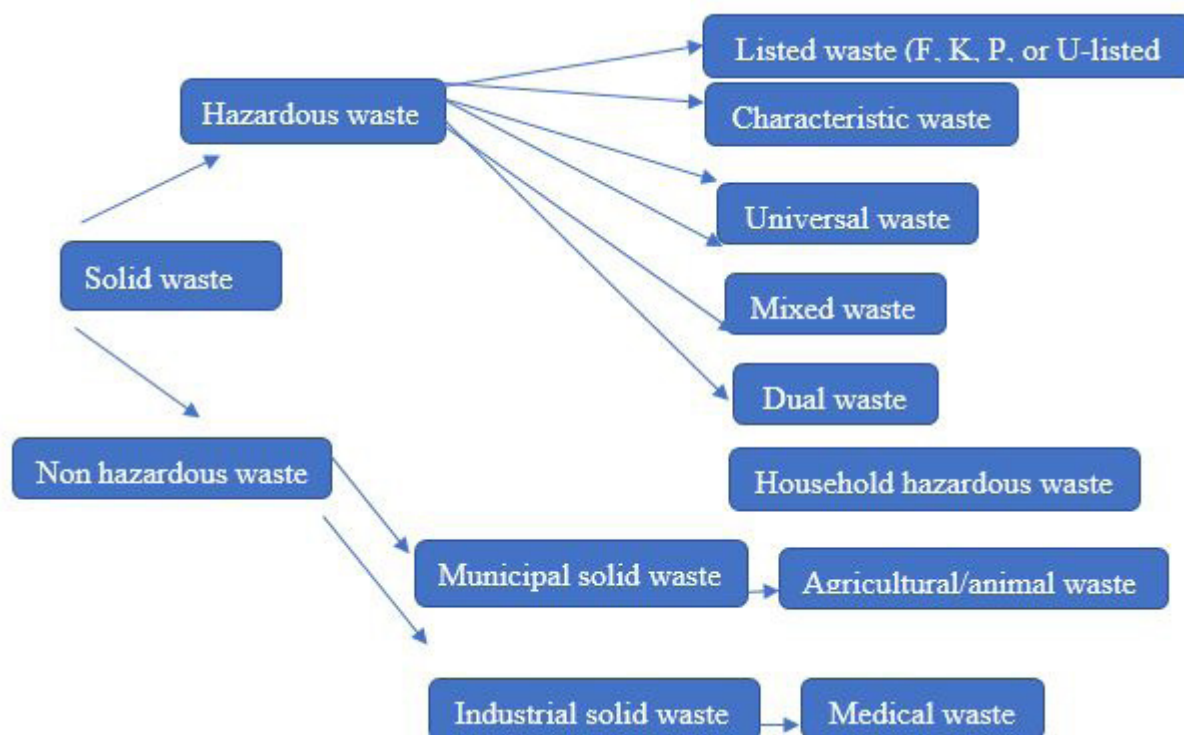 Listed waste (F, K, P, or U-listed
Hazardous waste
Characteristic waste
Universal waste
Solid waste
Mixed waste
Dual waste
Non hazardous waste
Household hazardous waste
Municipal solid waste
Agricultural/animal waste
Industrial solid waste
Medical waste